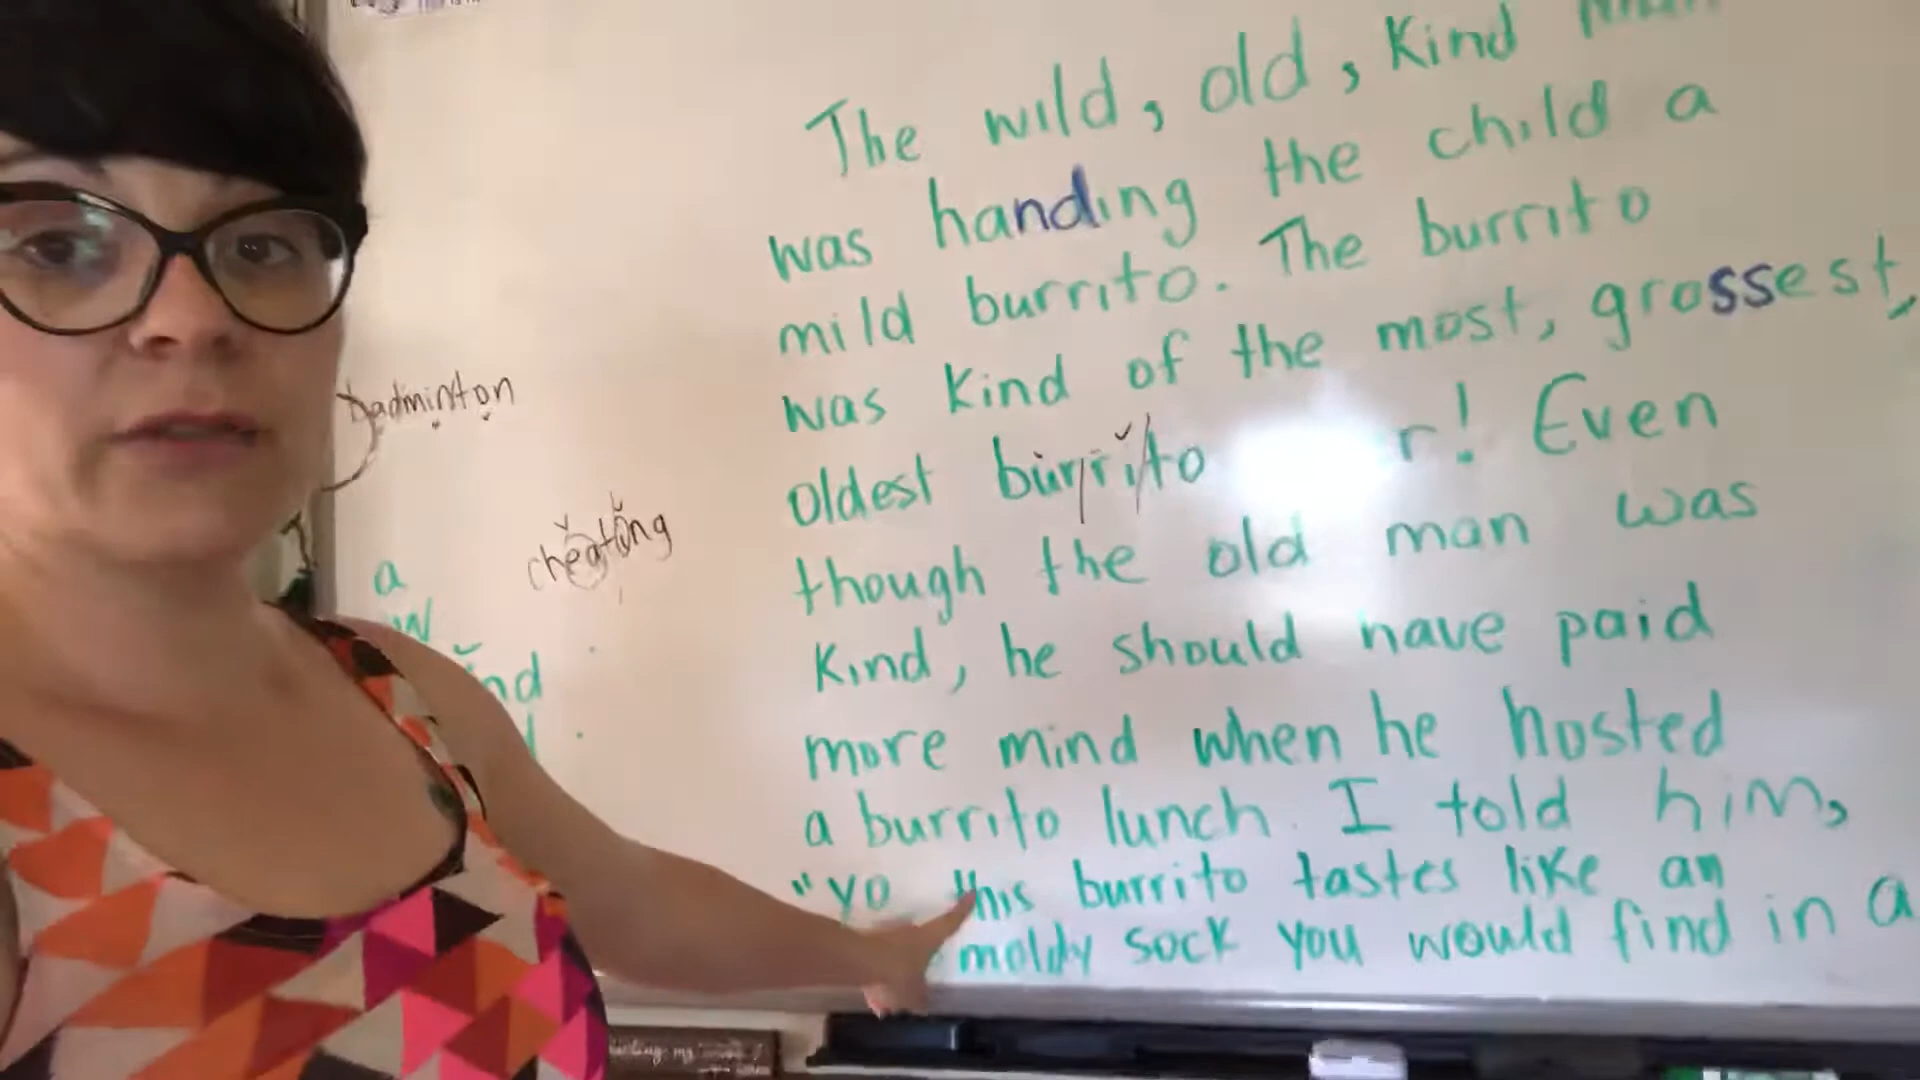 The wild, old, Kind
was handing the child a
mild burrito. The burrito
was Kind of the most, grossest,
oldest burrito r! Even
though the old man was
Kind, he should have paid
more mind when he hosted
a burrito lunch. I told him,
"yo this burrito tastes like an
moldy sock you would find in a
badminton
cheating
a
w
nd